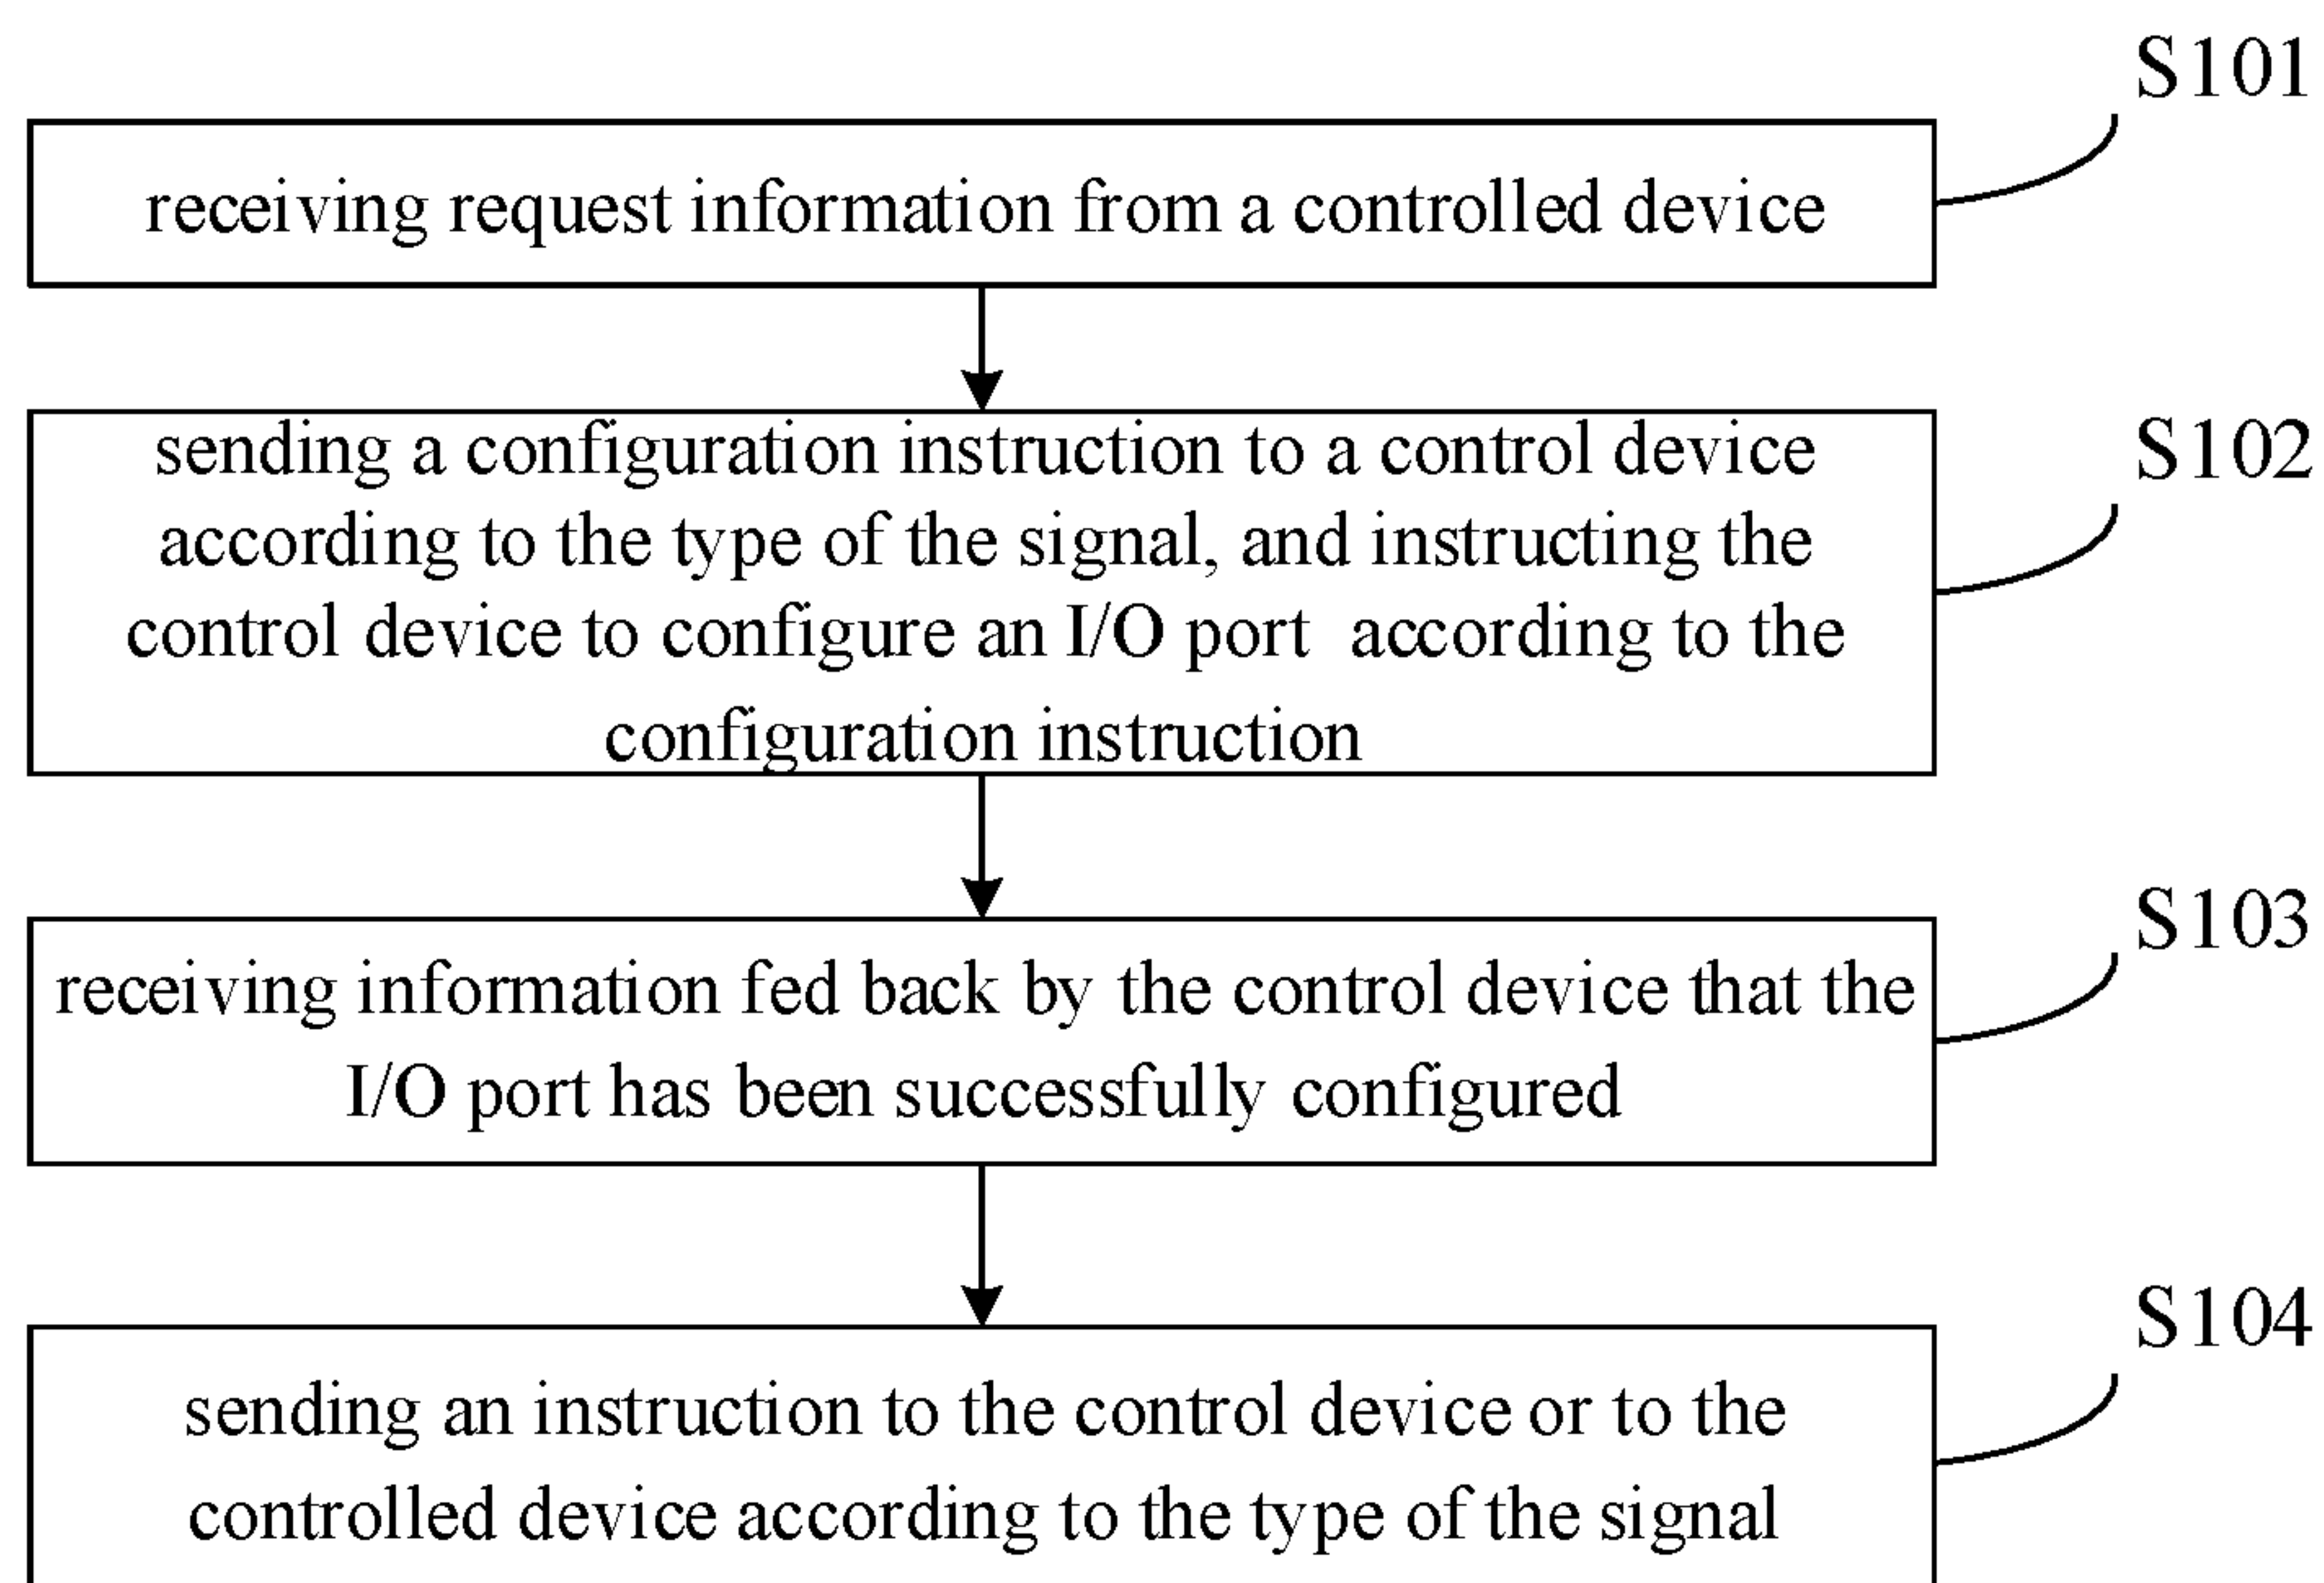 S101
receiving request information from a controlled device
sending a configuration instruction to a control device
S102
according to the type of the signal, and instructing the
control device to configure an I/O port according to the
configuration instruction
S103
receiving information fed back by the control device that the
I/O port has been successfully configured
S104
sending an instruction to the control device or to the
controlled device according to the type of the signal